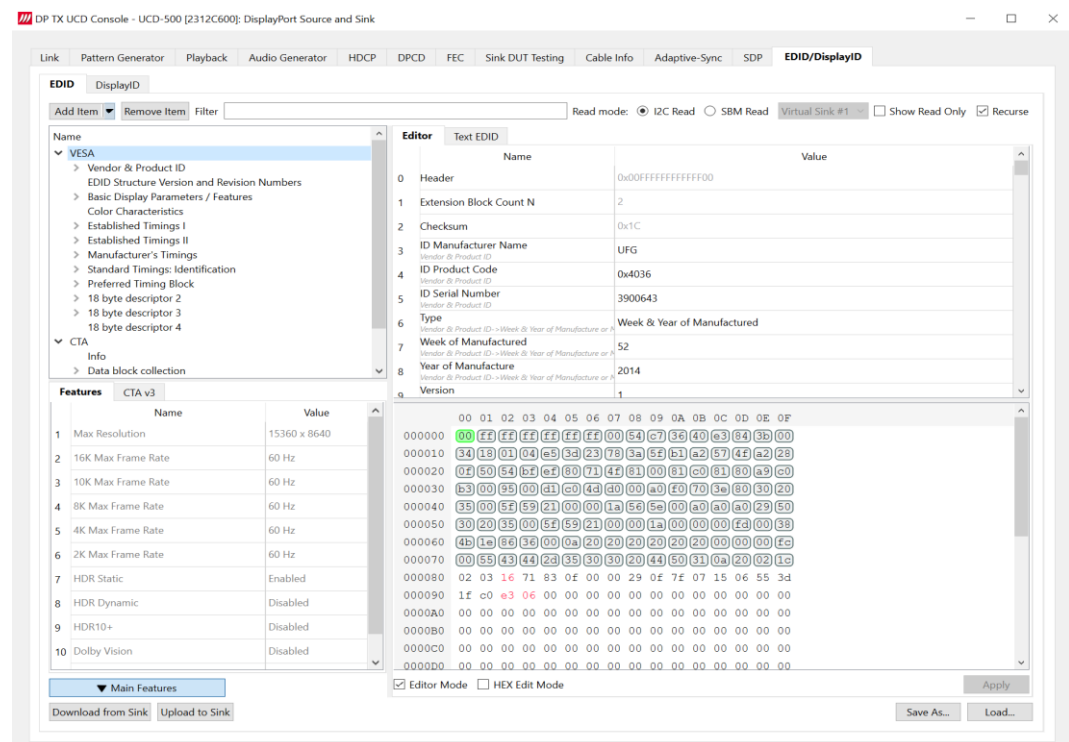 DP TX UCD Console - UCD-500 [2312C600]: DisplayPort Source and Sink
Link Pattern Generator Playback Audio Generator HDCP DPCD FEC Sink DUT Testing Cable Info Adaptive-Sync SDP EDID/DisplayID
EDID DisplayID
Add Item Remove Item Filter Read mode: I2C Read SBM Read Virtual Sink #1 Show Read Only Recurse
Name
VESA
Vendor & Product ID
EDID Structure Version and Revision Numbers
Basic Display Parameters / Features
Color Characteristics
Established Timings I
Established Timings II
Manufacturer's Timings
Standard Timings: Identification
Preferred Timing Block
18 byte descriptor 2
18 byte descriptor 3
18 byte descriptor 4
CTA
Info
Data block collection
Editor Text EDID
Name Value
0 Header 0x00FFFFFFFFFFFF00
1 Extension Block Count N 2
2 Checksum 0x1C
3 ID Manufacturer Name UFG
Vendor & Product ID
4 ID Product Code 0x4036
Vendor & Product ID
5 ID Serial Number 3900643
Vendor & Product ID
6 Type Week & Year of Manufactured
Vendor & Product ID->Week & Year of Manufacture or M
7 Week of Manufactured 52
Vendor & Product ID->Week & Year of Manufacture or M
8 Year of Manufacture 2014
Vendor & Product ID->Week & Year of Manufacture or M
9 Version 1
Features CTA v3
Name Value
1 Max Resolution 15360 x 8640
2 16K Max Frame Rate 60 Hz
3 10K Max Frame Rate 60 Hz
4 8K Max Frame Rate 60 Hz
5 4K Max Frame Rate 60 Hz
6 2K Max Frame Rate 60 Hz
7 HDR Static Enabled
8 HDR Dynamic Disabled
9 HDR10+ Disabled
10 Dolby Vision Disabled
00 01 02 03 04 05 06 07 08 09 0A 0B 0C 0D 0E 0F
000000 00 ff ff ff ff ff ff 00 54 c7 36 40 e3 84 3b 00
000010 34 18 01 04 e5 3d 23 78 3a 5f b1 a2 57 4f a2 28
000020 0f 50 54 bf ef 80 71 4f 81 00 81 c0 81 80 a9 c0
000030 b3 00 95 00 d1 c0 4d d0 00 a0 f0 70 3e 80 30 20
000040 35 00 5f 59 21 00 00 1a 56 5e 00 a0 a0 a0 29 50
000050 30 20 35 00 5f 59 21 00 00 1a 00 00 00 fd 00 38
000060 4b 1e 86 36 00 0a 20 20 20 20 20 20 00 00 00 fc
000070 00 55 43 44 2d 35 30 30 20 44 50 31 0a 20 02 1c
000080 02 03 16 71 83 0f 00 00 29 0f 7f 07 15 06 55 3d
000090 1f c0 e3 06 00 00 00 00 00 00 00 00 00 00 00 00
0000A0 00 00 00 00 00 00 00 00 00 00 00 00 00 00 00 00
0000B0 00 00 00 00 00 00 00 00 00 00 00 00 00 00 00 00
0000C0 00 00 00 00 00 00 00 00 00 00 00 00 00 00 00 00
0000D0 00 00 00 00 00 00 00 00 00 00 00 00 00 00 00 00
Main Features
Editor Mode HEX Edit Mode Apply
Download from Sink Upload to Sink Save As... Load...